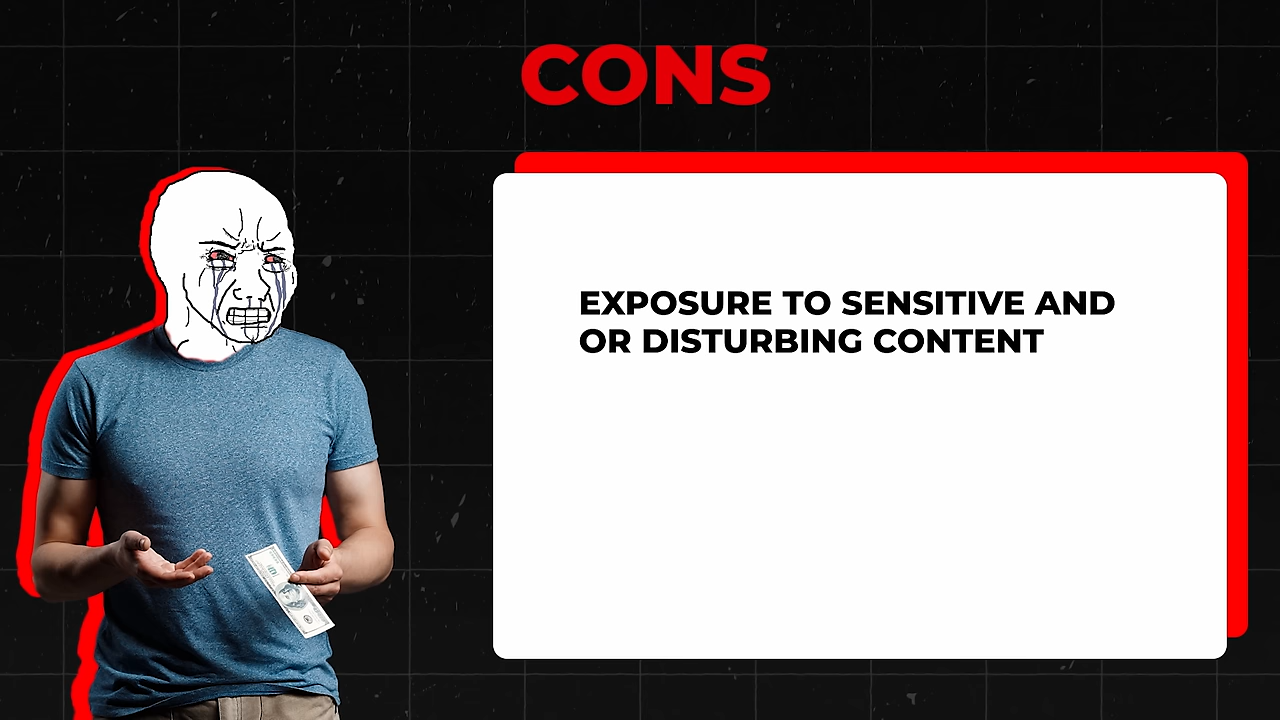 CONS
EXPOSURE TO SENSITIVE AND
OR DISTURBING CONTENT